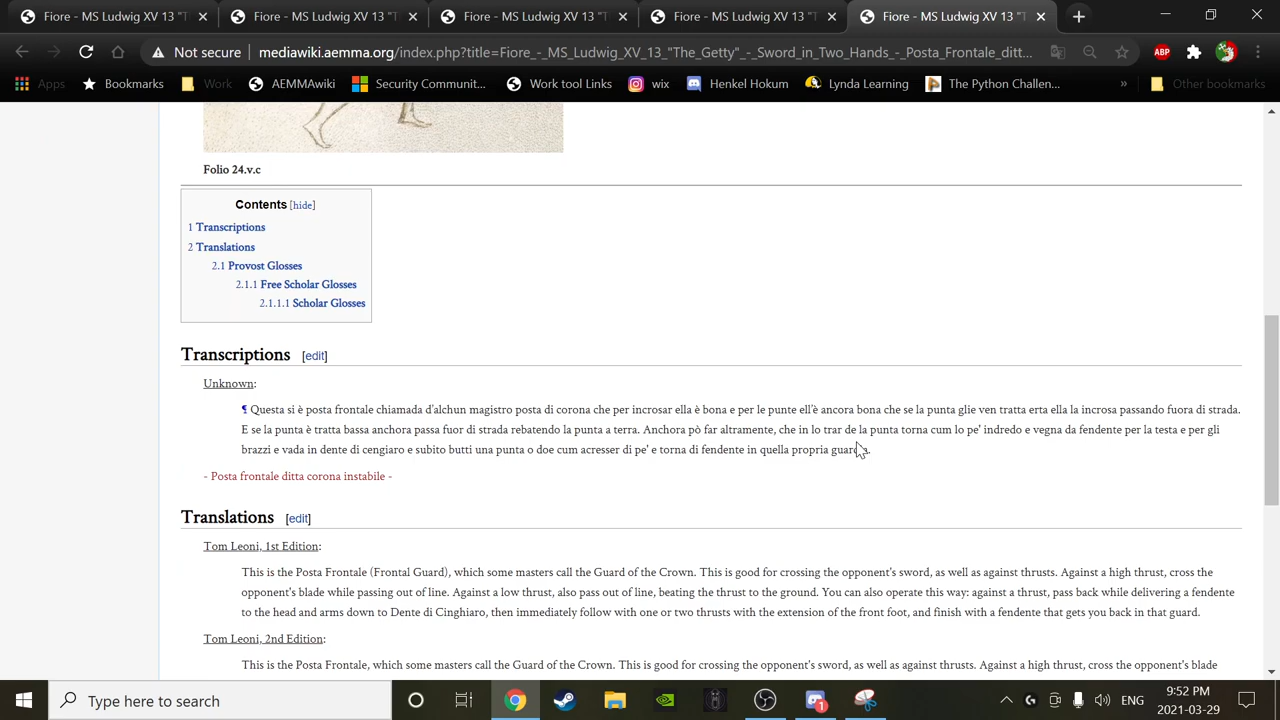 Fiore - MS Ludwig XV 13 "T
Fiore - MS Ludwig XV 13 "T
Fiore - MS Ludwig XV 13 "T
Fiore - MS Ludwig XV 13 "T
Fiore - MS Ludwig XV 13 "T
Not secure
mediawiki.aemma.org/index.php?title=Fiore_-_MS_Ludwig_XV_13_"The_Getty"_-_Sword_in_Two_Hands_-_Posta_Frontale_ditt...
ABP
Apps
Bookmarks
Work
AEMMAwiki
Security Communit...
Work tool Links
wix
Henkel Hokum
Lynda Learning
The Python Challen...
»
Other bookmarks
Folio 24.v.c
Contents [hide]
1 Transcriptions
2 Translations
2.1 Provost Glosses
2.1.1 Free Scholar Glosses
2.1.1.1 Scholar Glosses
Transcriptions [edit]
Unknown:
¶ Questa si è posta frontale chiamada d'alchun magistro posta di corona che per incrosar ella è bona e per le punte ell'è ancora bona che se la punta glie ven tratta erta ella la incrosa passando fuora di strada.
E se la punta è tratta bassa anchora passa fuor di strada rebatendo la punta a terra. Anchora pò far altramente, che in lo trar de la punta torna cum lo pe' indredo e vegna da fendente per la testa e per gli
brazzi e vada in dente di cengiaro e subito butti una punta o doe cum acresser di pe' e torna di fendente in quella propria guarda.
- Posta frontale ditta corona instabile -
Translations [edit]
Tom Leoni, 1st Edition:
This is the Posta Frontale (Frontal Guard), which some masters call the Guard of the Crown. This is good for crossing the opponent's sword, as well as against thrusts. Against a high thrust, cross the
opponent's blade while passing out of line. Against a low thrust, also pass out of line, beating the thrust to the ground. You can also operate this way: against a thrust, pass back while delivering a fendente
to the head and arms down to Dente di Cinghiaro, then immediately follow with one or two thrusts with the extension of the front foot, and finish with a fendente that gets you back in that guard.
Tom Leoni, 2nd Edition:
This is the Posta Frontale, which some masters call the Guard of the Crown. This is good for crossing the opponent's sword, as well as against thrusts. Against a high thrust, cross the opponent's blade
Type here to search
1
ENG
9:52 PM
2021-03-29